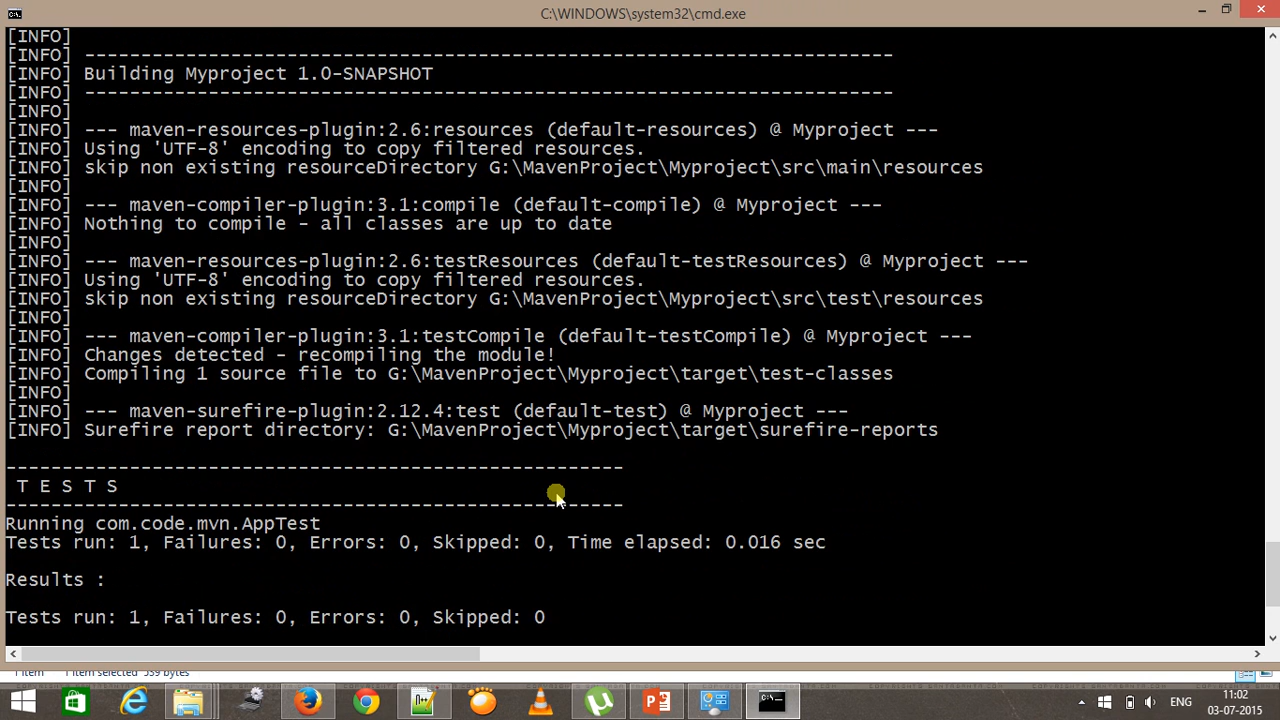 C:\WINDOWS\system32\cmd.exe
[INFO]
[INFO] ------------------------------------------------------------------------
[INFO] Building Myproject 1.0-SNAPSHOT
[INFO] ------------------------------------------------------------------------
[INFO]
[INFO] --- maven-resources-plugin:2.6:resources (default-resources) @ Myproject ---
[INFO] Using 'UTF-8' encoding to copy filtered resources.
[INFO] skip non existing resourceDirectory G:\MavenProject\Myproject\src\main\resources
[INFO]
[INFO] --- maven-compiler-plugin:3.1:compile (default-compile) @ Myproject ---
[INFO] Nothing to compile - all classes are up to date
[INFO]
[INFO] --- maven-resources-plugin:2.6:testResources (default-testResources) @ Myproject ---
[INFO] Using 'UTF-8' encoding to copy filtered resources.
[INFO] skip non existing resourceDirectory G:\MavenProject\Myproject\src\test\resources
[INFO]
[INFO] --- maven-compiler-plugin:3.1:testCompile (default-testCompile) @ Myproject ---
[INFO] Changes detected - recompiling the module!
[INFO] Compiling 1 source file to G:\MavenProject\Myproject\target\test-classes
[INFO]
[INFO] --- maven-surefire-plugin:2.12.4:test (default-test) @ Myproject ---
[INFO] Surefire report directory: G:\MavenProject\Myproject\target\surefire-reports
-------------------------------------------------------
T E S T S
-------------------------------------------------------
Running com.code.mvn.AppTest
Tests run: 1, Failures: 0, Errors: 0, Skipped: 0, Time elapsed: 0.016 sec
Results :
Tests run: 1, Failures: 0, Errors: 0, Skipped: 0
1 item 1 item selected 539 bytes
ENG
11:02
03-07-2015